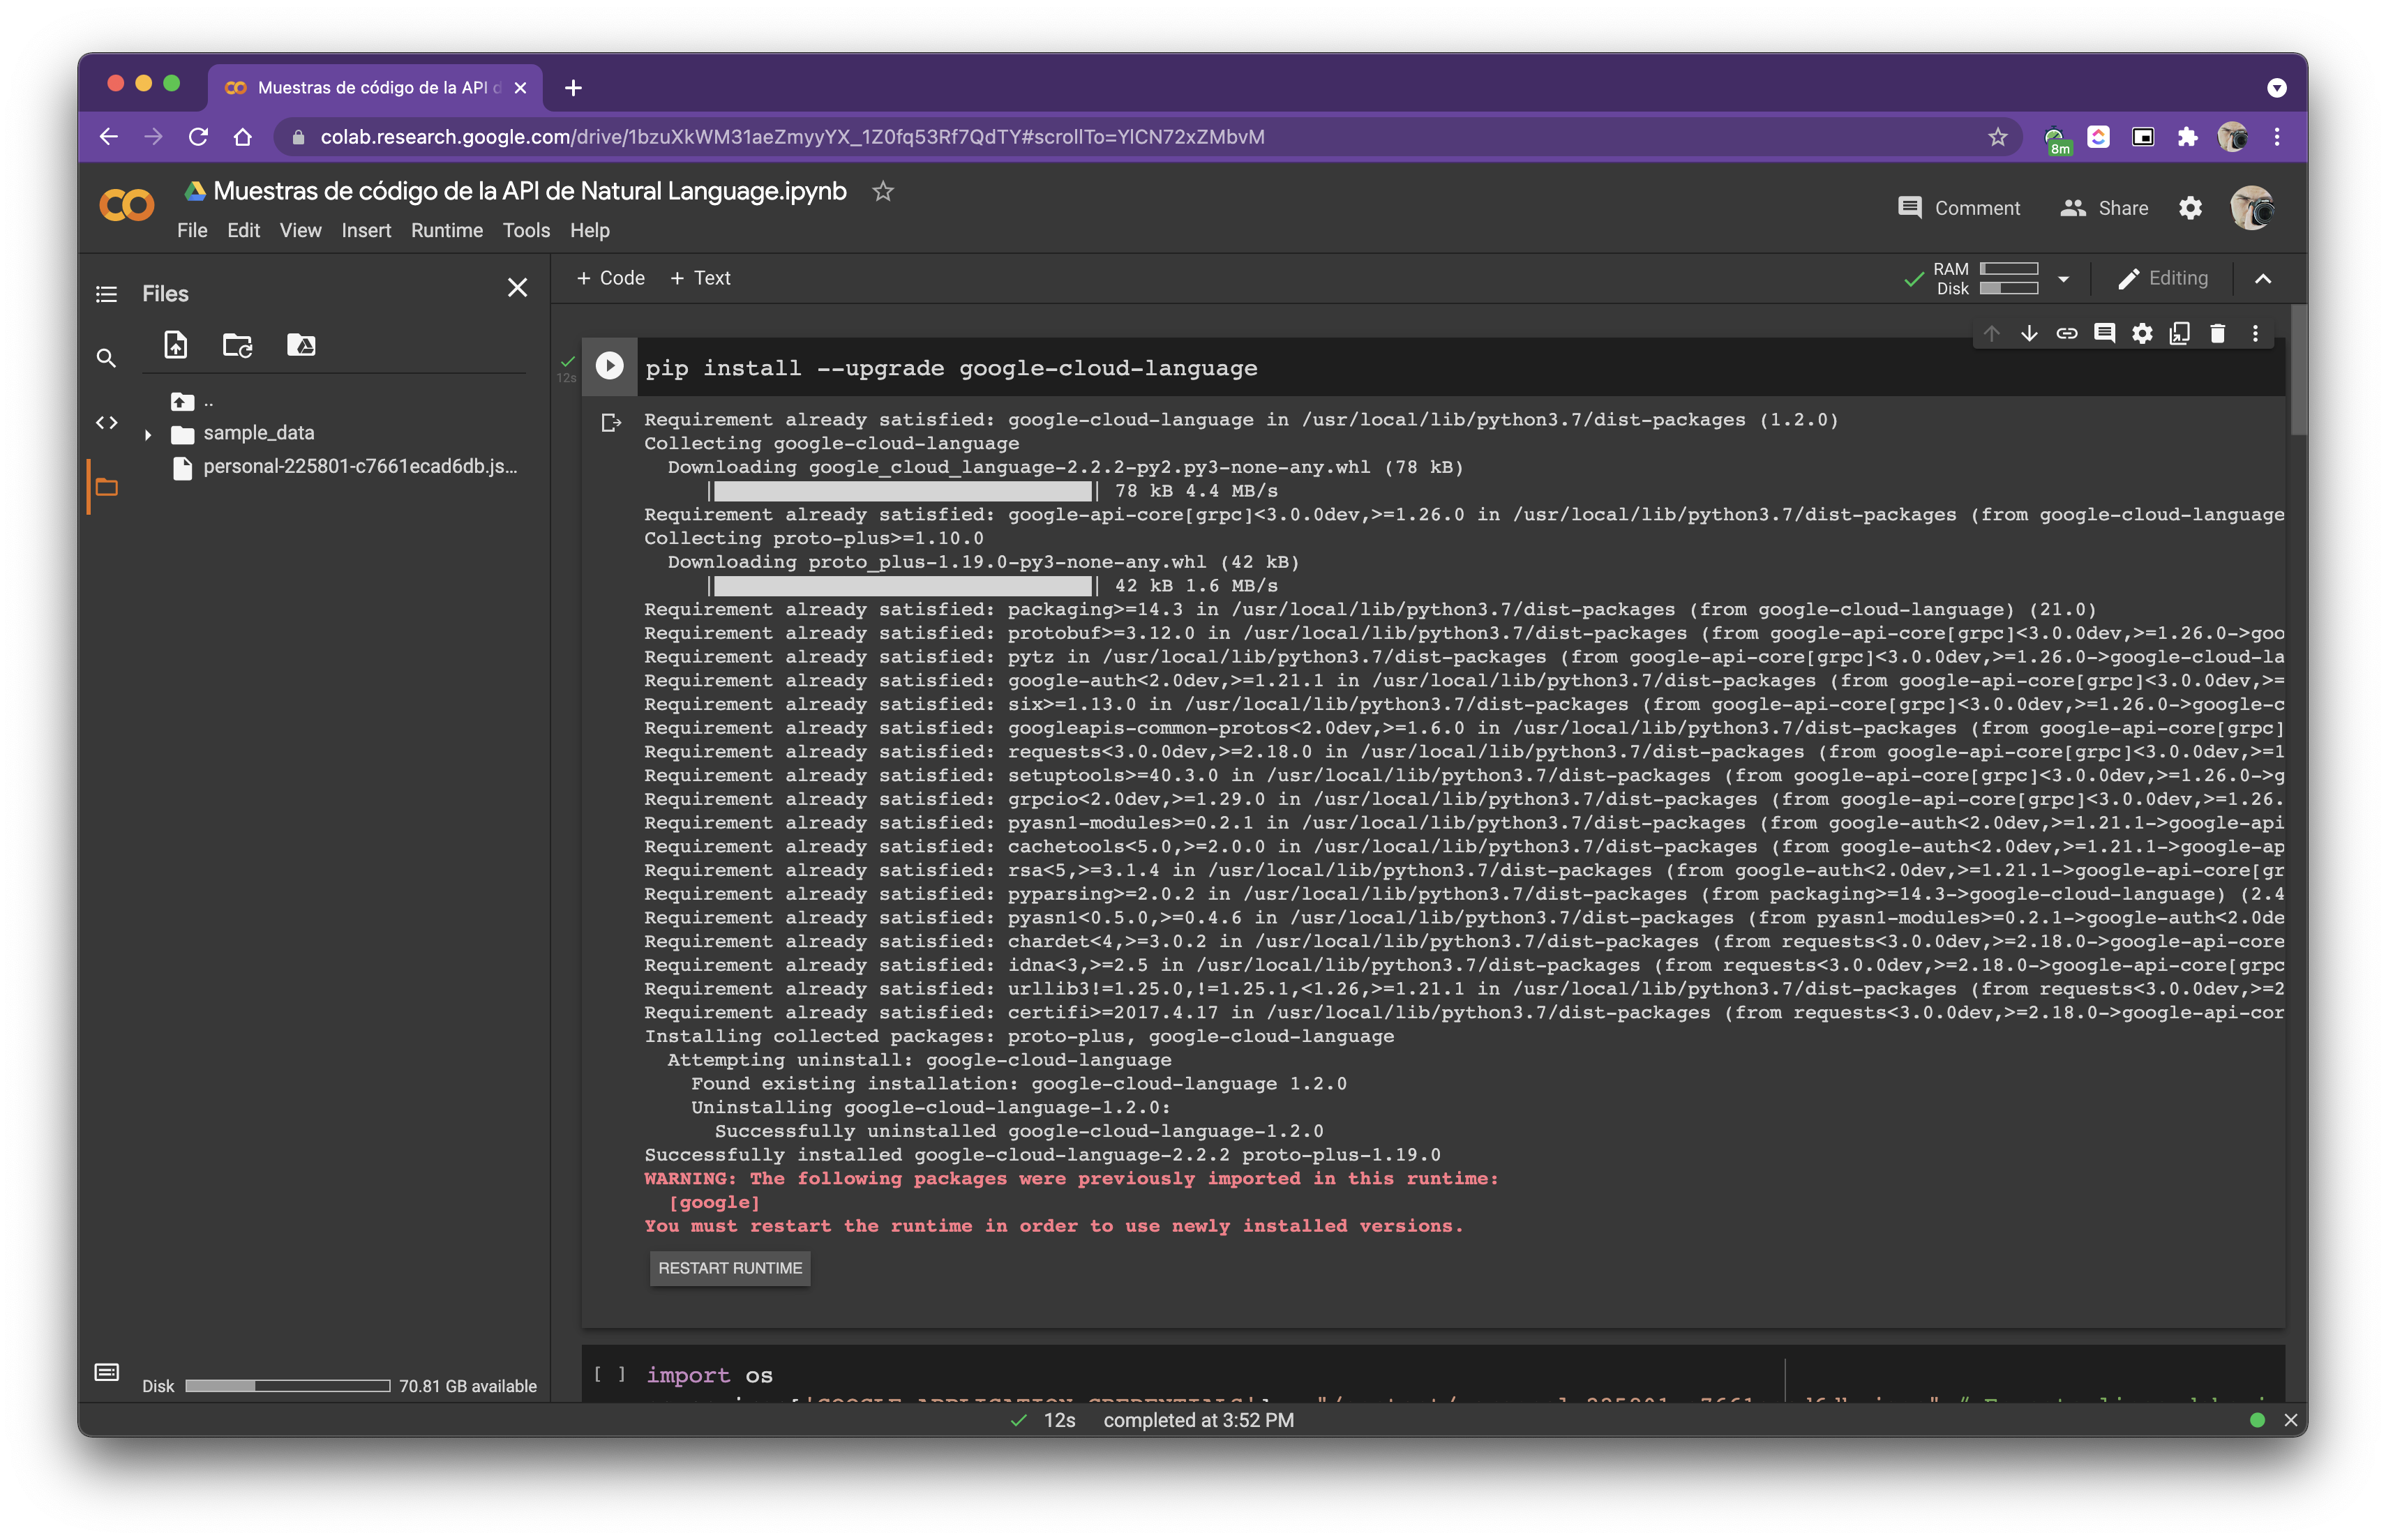 Muestras de código de la API d
colab.research.google.com/drive/1bzuXkWM31aeZmyyYX_1Z0fq53Rf7QdTY#scrollTo=YlCN72xZMbvM
8m
Muestras de código de la API de Natural Language.ipynb
Comment
Share
File Edit View Insert Runtime Tools Help
Files
+ Code + Text
RAM
Disk
Editing
..
sample_data
personal-225801-c7661ecad6db.js...
12s
pip install --upgrade google-cloud-language
Requirement already satisfied: google-cloud-language in /usr/local/lib/python3.7/dist-packages (1.2.0)
Collecting google-cloud-language
Downloading google_cloud_language-2.2.2-py2.py3-none-any.whl (78 kB)
78 kB 4.4 MB/s
Requirement already satisfied: google-api-core[grpc]<3.0.0dev,>=1.26.0 in /usr/local/lib/python3.7/dist-packages (from google-cloud-language
Collecting proto-plus>=1.10.0
Downloading proto_plus-1.19.0-py3-none-any.whl (42 kB)
42 kB 1.6 MB/s
Requirement already satisfied: packaging>=14.3 in /usr/local/lib/python3.7/dist-packages (from google-cloud-language) (21.0)
Requirement already satisfied: protobuf>=3.12.0 in /usr/local/lib/python3.7/dist-packages (from google-api-core[grpc]<3.0.0dev,>=1.26.0->goo
Requirement already satisfied: pytz in /usr/local/lib/python3.7/dist-packages (from google-api-core[grpc]<3.0.0dev,>=1.26.0->google-cloud-la
Requirement already satisfied: google-auth<2.0dev,>=1.21.1 in /usr/local/lib/python3.7/dist-packages (from google-api-core[grpc]<3.0.0dev,>=
Requirement already satisfied: six>=1.13.0 in /usr/local/lib/python3.7/dist-packages (from google-api-core[grpc]<3.0.0dev,>=1.26.0->google-c
Requirement already satisfied: googleapis-common-protos<2.0dev,>=1.6.0 in /usr/local/lib/python3.7/dist-packages (from google-api-core[grpc]
Requirement already satisfied: requests<3.0.0dev,>=2.18.0 in /usr/local/lib/python3.7/dist-packages (from google-api-core[grpc]<3.0.0dev,>=1
Requirement already satisfied: setuptools>=40.3.0 in /usr/local/lib/python3.7/dist-packages (from google-api-core[grpc]<3.0.0dev,>=1.26.0->g
Requirement already satisfied: grpcio<2.0dev,>=1.29.0 in /usr/local/lib/python3.7/dist-packages (from google-api-core[grpc]<3.0.0dev,>=1.26.
Requirement already satisfied: pyasn1-modules>=0.2.1 in /usr/local/lib/python3.7/dist-packages (from google-auth<2.0dev,>=1.21.1->google-api
Requirement already satisfied: cachetools<5.0,>=2.0.0 in /usr/local/lib/python3.7/dist-packages (from google-auth<2.0dev,>=1.21.1->google-ap
Requirement already satisfied: rsa<5,>=3.1.4 in /usr/local/lib/python3.7/dist-packages (from google-auth<2.0dev,>=1.21.1->google-api-core[gr
Requirement already satisfied: pyparsing>=2.0.2 in /usr/local/lib/python3.7/dist-packages (from packaging>=14.3->google-cloud-language) (2.4
Requirement already satisfied: pyasn1<0.5.0,>=0.4.6 in /usr/local/lib/python3.7/dist-packages (from pyasn1-modules>=0.2.1->google-auth<2.0de
Requirement already satisfied: chardet<4,>=3.0.2 in /usr/local/lib/python3.7/dist-packages (from requests<3.0.0dev,>=2.18.0->google-api-core
Requirement already satisfied: idna<3,>=2.5 in /usr/local/lib/python3.7/dist-packages (from requests<3.0.0dev,>=2.18.0->google-api-core[grpc
Requirement already satisfied: urllib3!=1.25.0,!=1.25.1,<1.26,>=1.21.1 in /usr/local/lib/python3.7/dist-packages (from requests<3.0.0dev,>=2
Requirement already satisfied: certifi>=2017.4.17 in /usr/local/lib/python3.7/dist-packages (from requests<3.0.0dev,>=2.18.0->google-api-cor
Installing collected packages: proto-plus, google-cloud-language
Attempting uninstall: google-cloud-language
Found existing installation: google-cloud-language 1.2.0
Uninstalling google-cloud-language-1.2.0:
Successfully uninstalled google-cloud-language-1.2.0
Successfully installed google-cloud-language-2.2.2 proto-plus-1.19.0
WARNING: The following packages were previously imported in this runtime:
[google]
You must restart the runtime in order to use newly installed versions.
RESTART RUNTIME
[ ] import os
Disk 70.81 GB available
12s completed at 3:52 PM